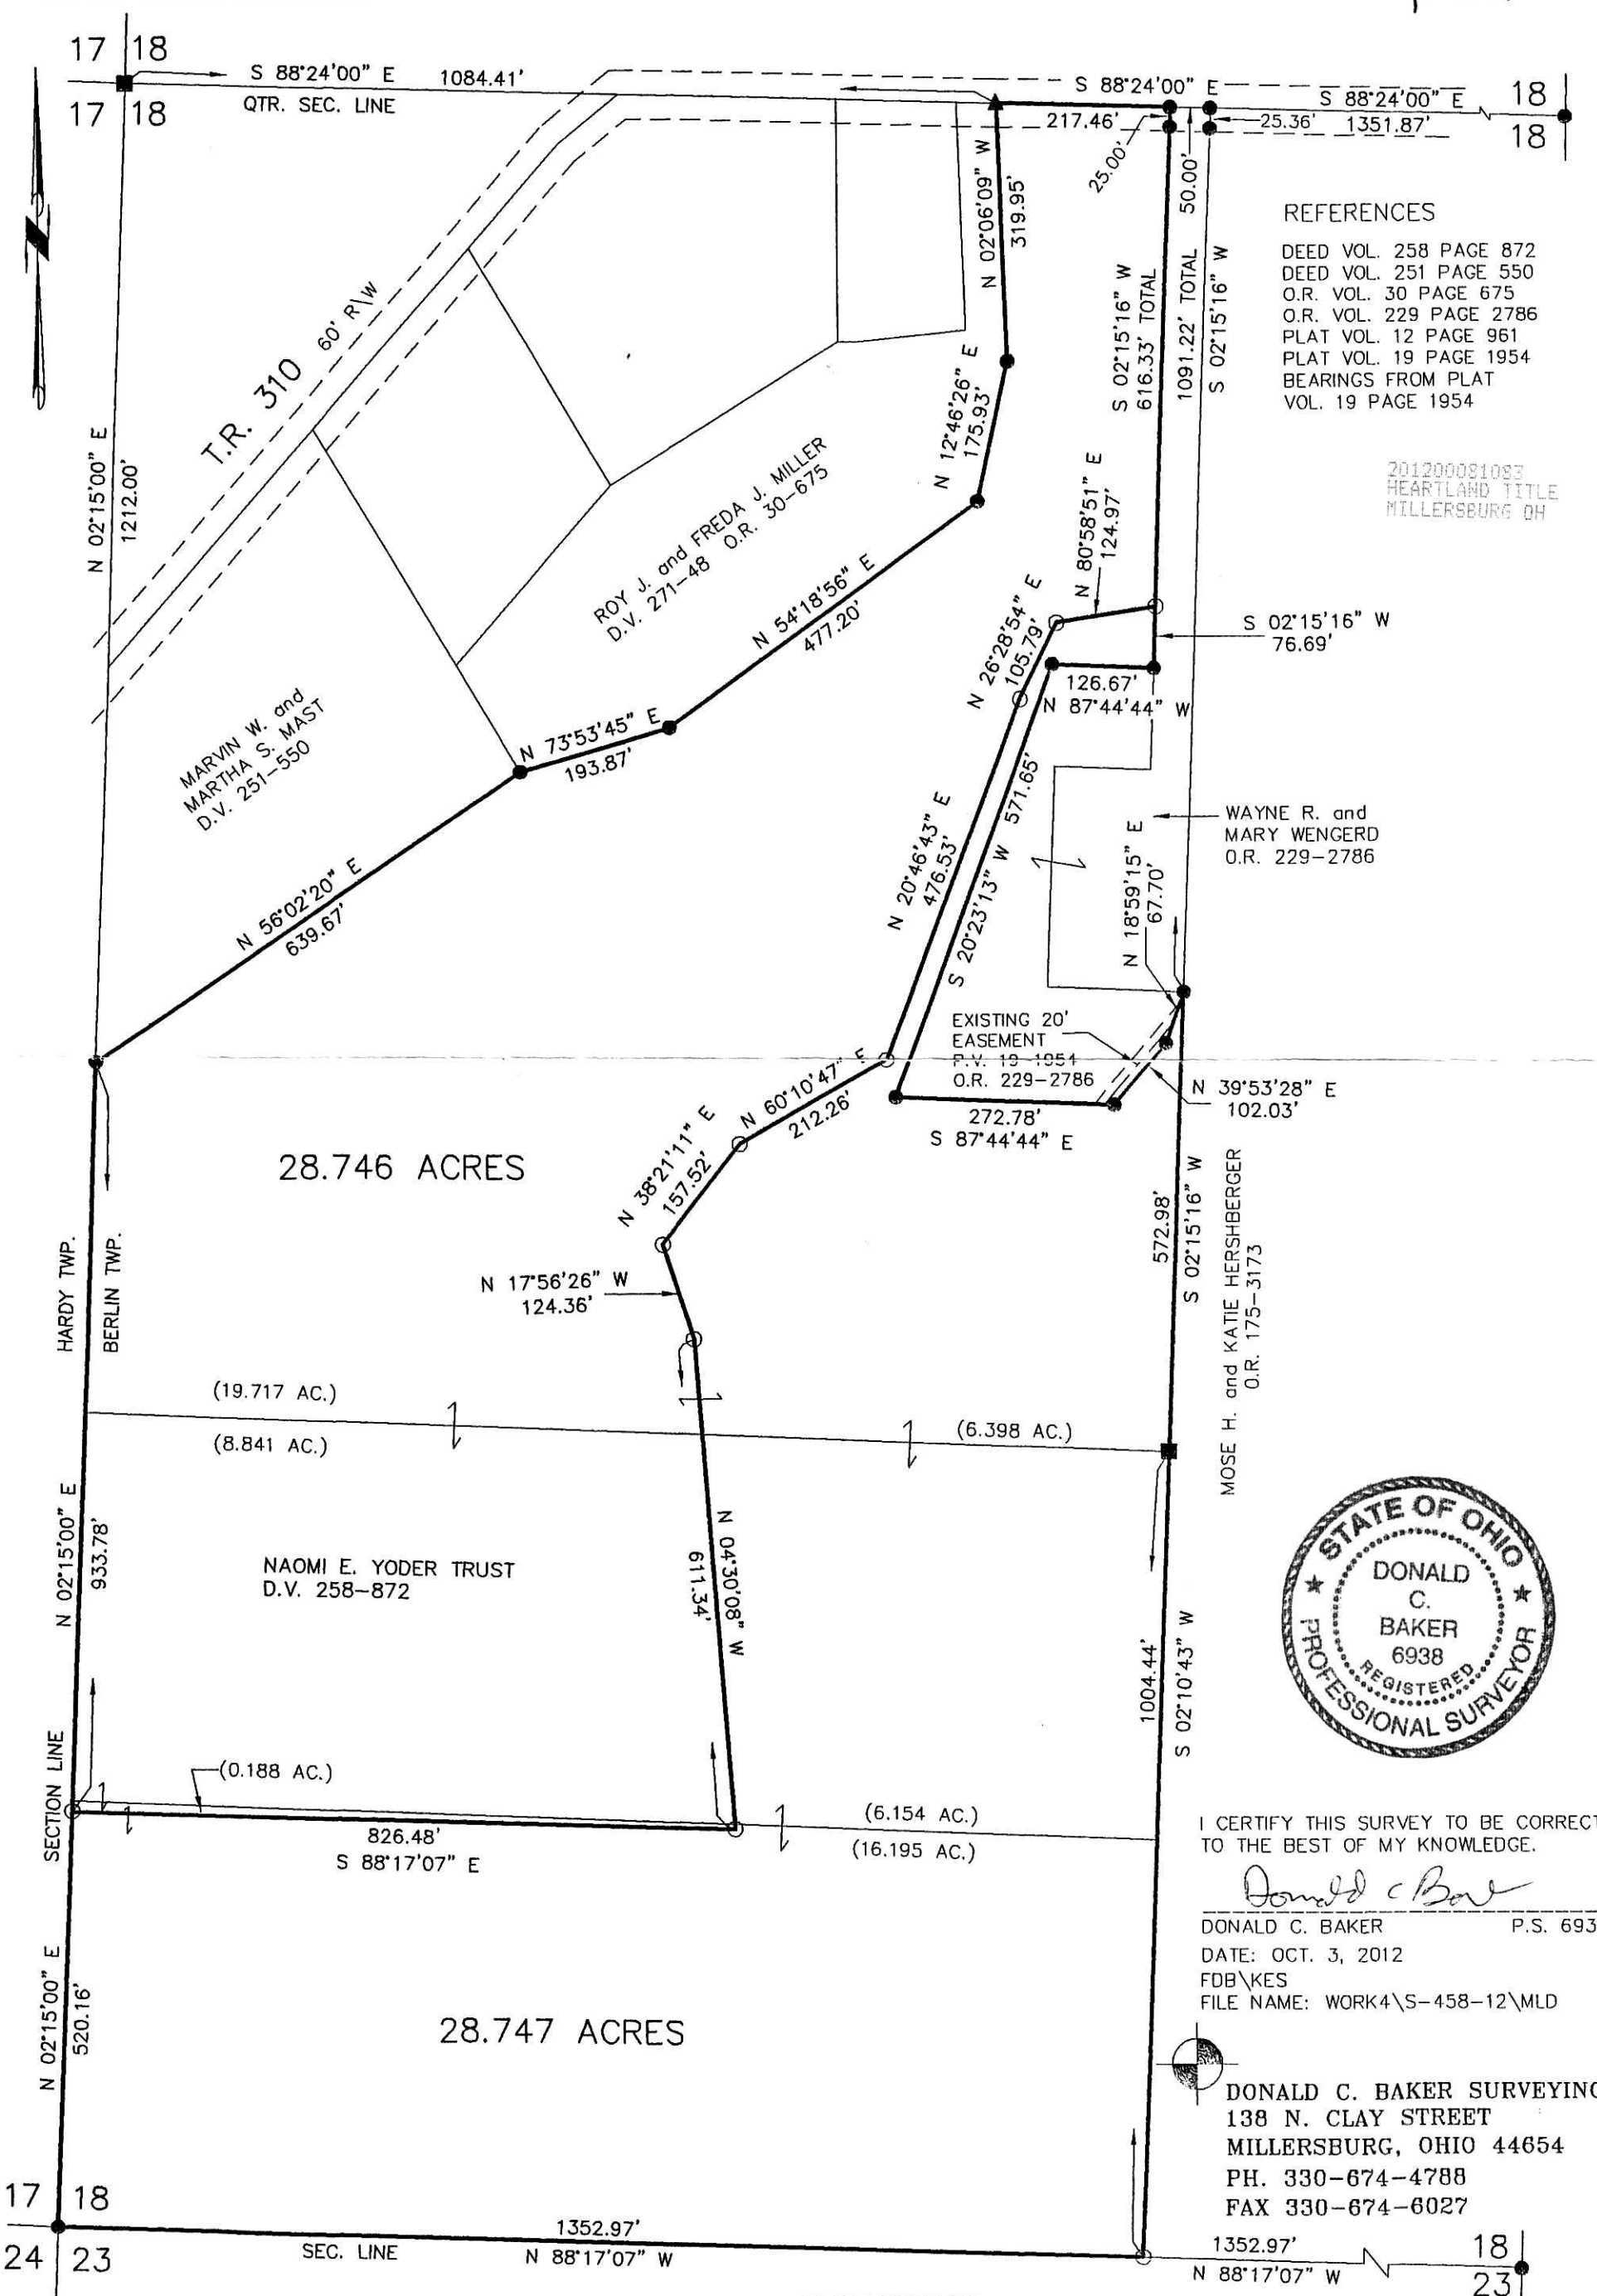 17 18
17 18
S 88°24'00" E 1084.41'
QTR. SEC. LINE
S 88°24'00" E
217.46'
S 88°24'00" E
25.36' 1351.87'
18
18
25.00'
50.00'
N 02°06'09" W
319.95'
S 02°15'16" W
616.33' TOTAL
1091.22' TOTAL
S 02°15'16" W
REFERENCES
DEED VOL. 258 PAGE 872
DEED VOL. 251 PAGE 550
O.R. VOL. 30 PAGE 675
O.R. VOL. 229 PAGE 2786
PLAT VOL. 12 PAGE 961
PLAT VOL. 19 PAGE 1954
BEARINGS FROM PLAT
VOL. 19 PAGE 1954
201200081083
HEARTLAND TITLE
MILLERSBURG OH
T.R. 310 60' R\W
N 02°15'00" E
1212.00'
N 12°46'26" E
175.93'
ROY J. and FREDA J. MILLER
D.V. 271-48 O.R. 30-675
N 54°18'56" E
477.20'
N 80°58'51" E
124.97'
N 26°28'54" E
105.79'
S 02°15'16" W
76.69'
126.67'
N 87°44'44" W
MARVIN W. and
MARTHA S. MAST
D.V. 251-550
N 73°53'45" E
193.87'
N 56°02'20" E
639.67'
N 20°46'43" E
476.53'
S 20°23'13" W 571.65'
WAYNE R. and
MARY WENGERD
O.R. 229-2786
N 18°59'15" E
67.70'
EXISTING 20'
EASEMENT
P.V. 19-1954
O.R. 229-2786
N 39°53'28" E
102.03'
272.78'
S 87°44'44" E
N 60°10'47" E
212.26'
N 38°21'11" E
157.52'
28.746 ACRES
N 17°56'26" W
124.36'
HARDY TWP.
BERLIN TWP.
572.98'
S 02°15'16" W
MOSE H. and KATIE HERSHBERGER
O.R. 175-3173
(19.717 AC.)
(8.841 AC.)
(6.398 AC.)
N 02°15'00" E
933.78'
NAOMI E. YODER TRUST
D.V. 258-872
N 04°30'08" W
611.34'
1004.44'
S 02°10'43" W
STATE OF OHIO
DONALD
C.
BAKER
6938
REGISTERED
PROFESSIONAL SURVEYOR
SECTION LINE
(0.188 AC.)
826.48'
S 88°17'07" E
(6.154 AC.)
(16.195 AC.)
I CERTIFY THIS SURVEY TO BE CORRECT
TO THE BEST OF MY KNOWLEDGE.
DONALD C. BAKER P.S. 693
DATE: OCT. 3, 2012
FDB\KES
FILE NAME: WORK4\S-458-12\MLD
N 02°15'00" E
520.16'
28.747 ACRES
DONALD C. BAKER SURVEYING
138 N. CLAY STREET
MILLERSBURG, OHIO 44654
PH. 330-674-4788
FAX 330-674-6027
17 18
24 23
1352.97'
SEC. LINE N 88°17'07" W
1352.97'
N 88°17'07" W
18
23